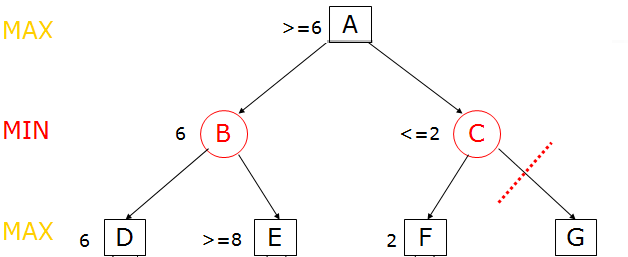 MAX >=6 A
MIN 6 B <=2 C
MAX 6 D >=8 E 2 F G